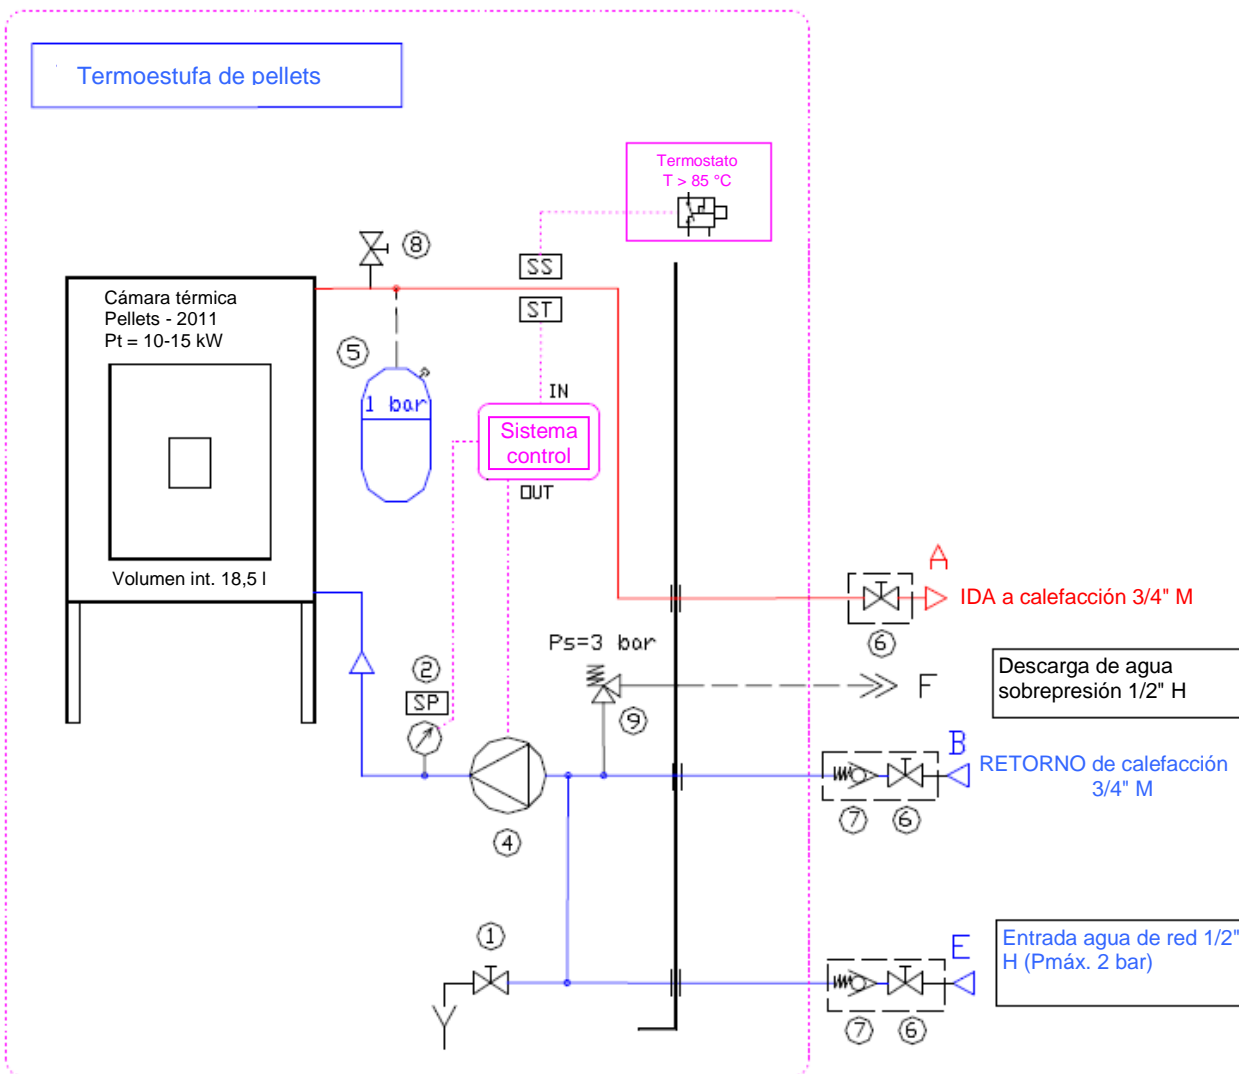 Termoestufa de pellets
Termostato
T > 85 °C
8
SS
Cámara térmica
Pellets - 2011
Pt = 10-15 kW
ST
5
IN
1 bar
Sistema
control
OUT
Volumen int. 18,5 l
A
IDA a calefacción 3/4" M
6
Ps=3 bar
2
SP
9
F
Descarga de agua
sobrepresión 1/2" H
B
RETORNO de calefacción
3/4" M
7
6
4
1
E
Entrada agua de red 1/2"
H (Pmáx. 2 bar)
7
6